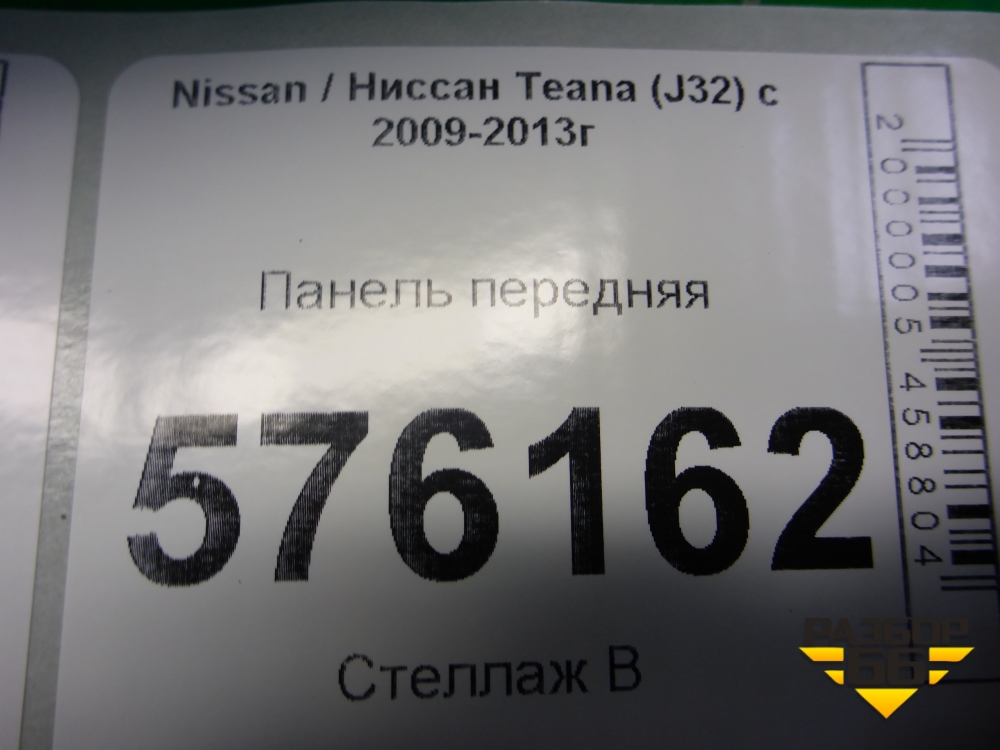 Nissan / Ниссан Teana (J32) с
2009-2013г
Панель передняя
576162
Стеллаж В
2000005458804
РАЗБОР
66